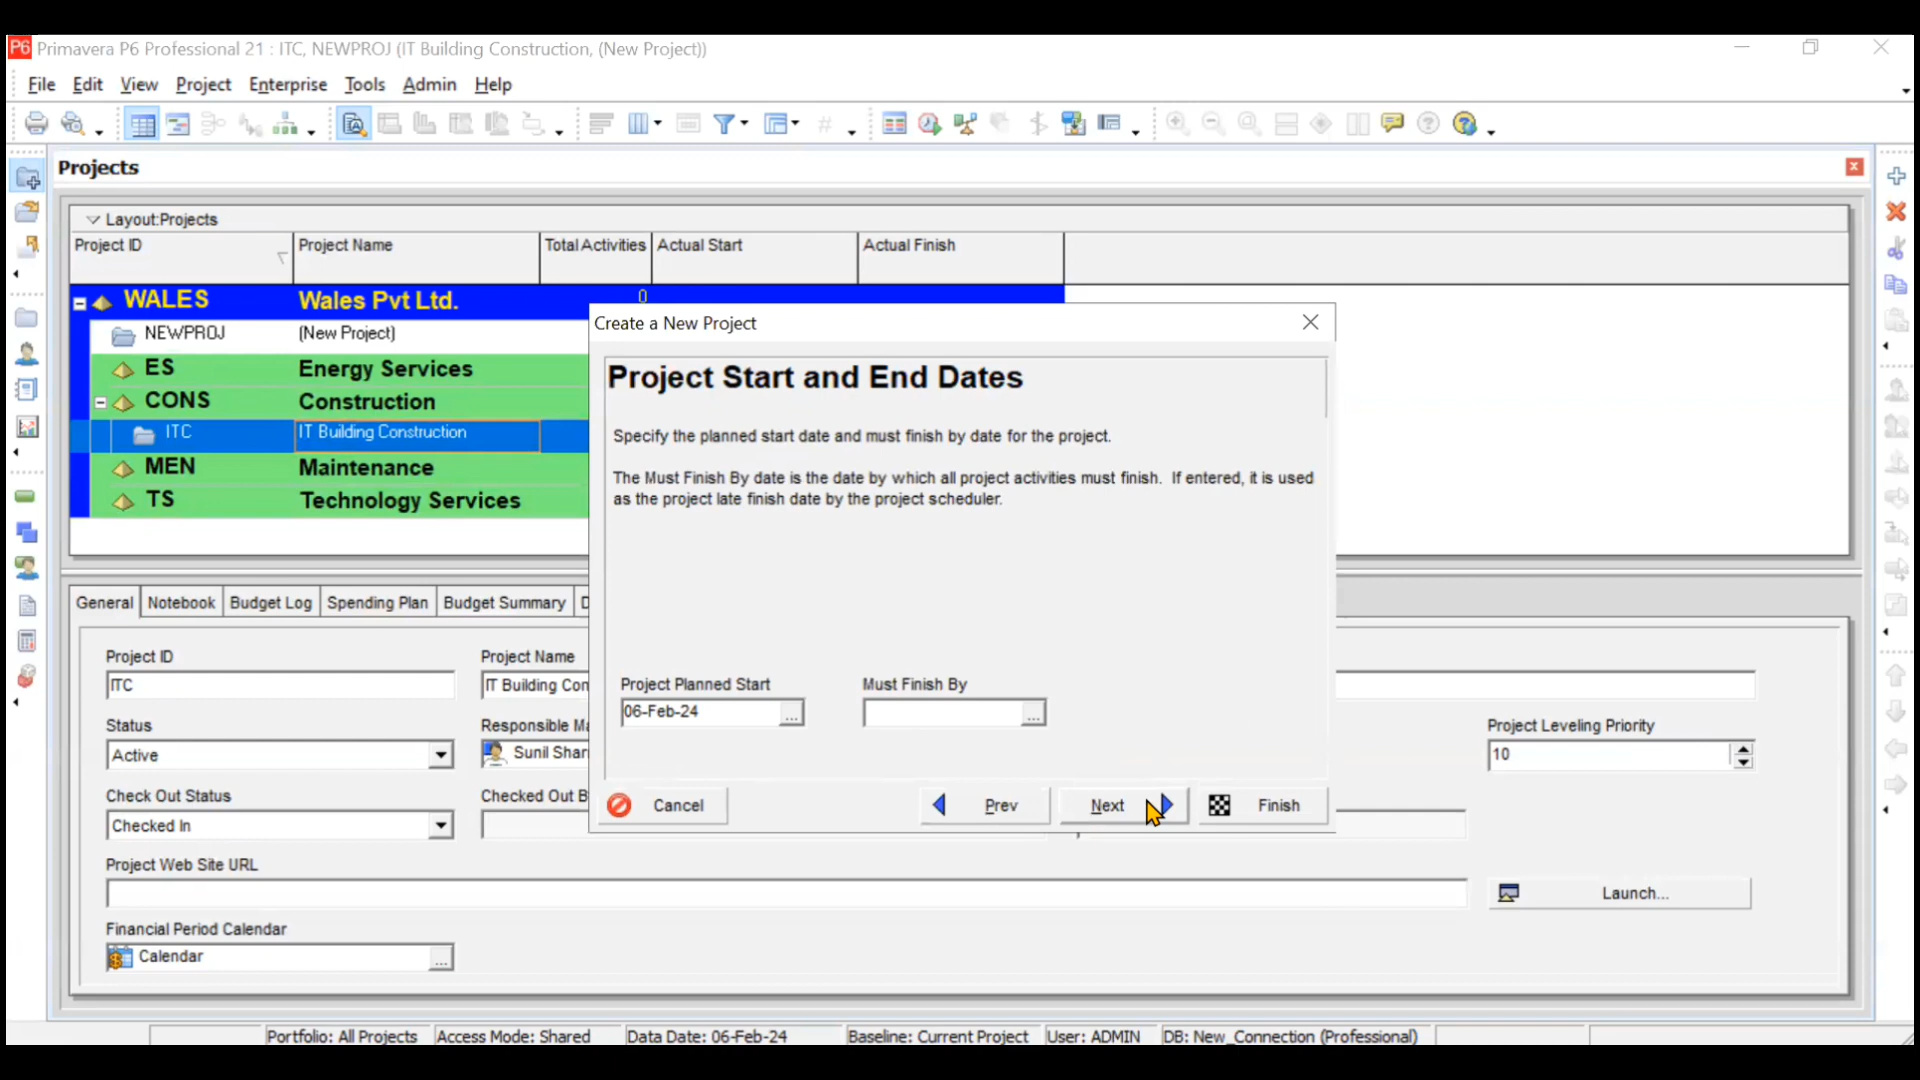 P6 Primavera P6 Professional 21 : ITC, NEWPROJ (IT Building Construction, (New Project))
File Edit View Project Enterprise Tools Admin Help
Projects
Layout:Projects
Project ID Project Name Total Activities Actual Start Actual Finish
WALES Wales Pvt Ltd. 0
NEWPROJ (New Project)
ES Energy Services
CONS Construction
ITC IT Building Construction
MEN Maintenance
TS Technology Services
Create a New Project
Project Start and End Dates
Specify the planned start date and must finish by date for the project.
The Must Finish By date is the date by which all project activities must finish. If entered, it is used
as the project late finish date by the project scheduler.
Project Planned Start Must Finish By
06-Feb-24 ... ...
Cancel Prev Next Finish
General Notebook Budget Log Spending Plan Budget Summary D
Project ID Project Name
ITC IT Building Con
Status Responsible Ma Project Leveling Priority
Active Sunil Shar 10
Check Out Status Checked Out B
Checked In
Project Web Site URL
Launch...
Financial Period Calendar
Calendar ...
Portfolio: All Projects Access Mode: Shared Data Date: 06-Feb-24 Baseline: Current Project User: ADMIN DB: New_Connection (Professional)